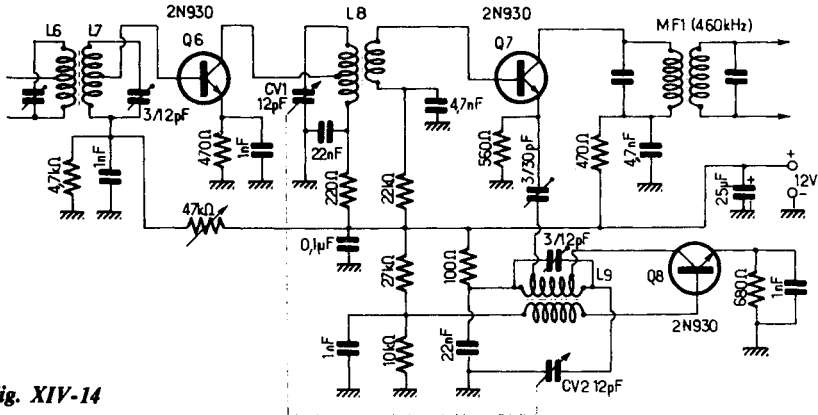 2N930
L8
2N930
L6
L7
Q6
Q7
MF1 (460kHz)
CV1
12pF
3/12pF
4,7nF
4,7kΩ
1nF
470Ω
1nF
22nF
220Ω
22kΩ
560Ω
3/30pF
470Ω
4,7nF
25µF
+
+
12V
-
47kΩ
0,1µF
27kΩ
100Ω
3/12pF
L9
Q8
680Ω
1nF
2N930
1nF
10kΩ
22nF
CV2 12pF
ig. XIV-14